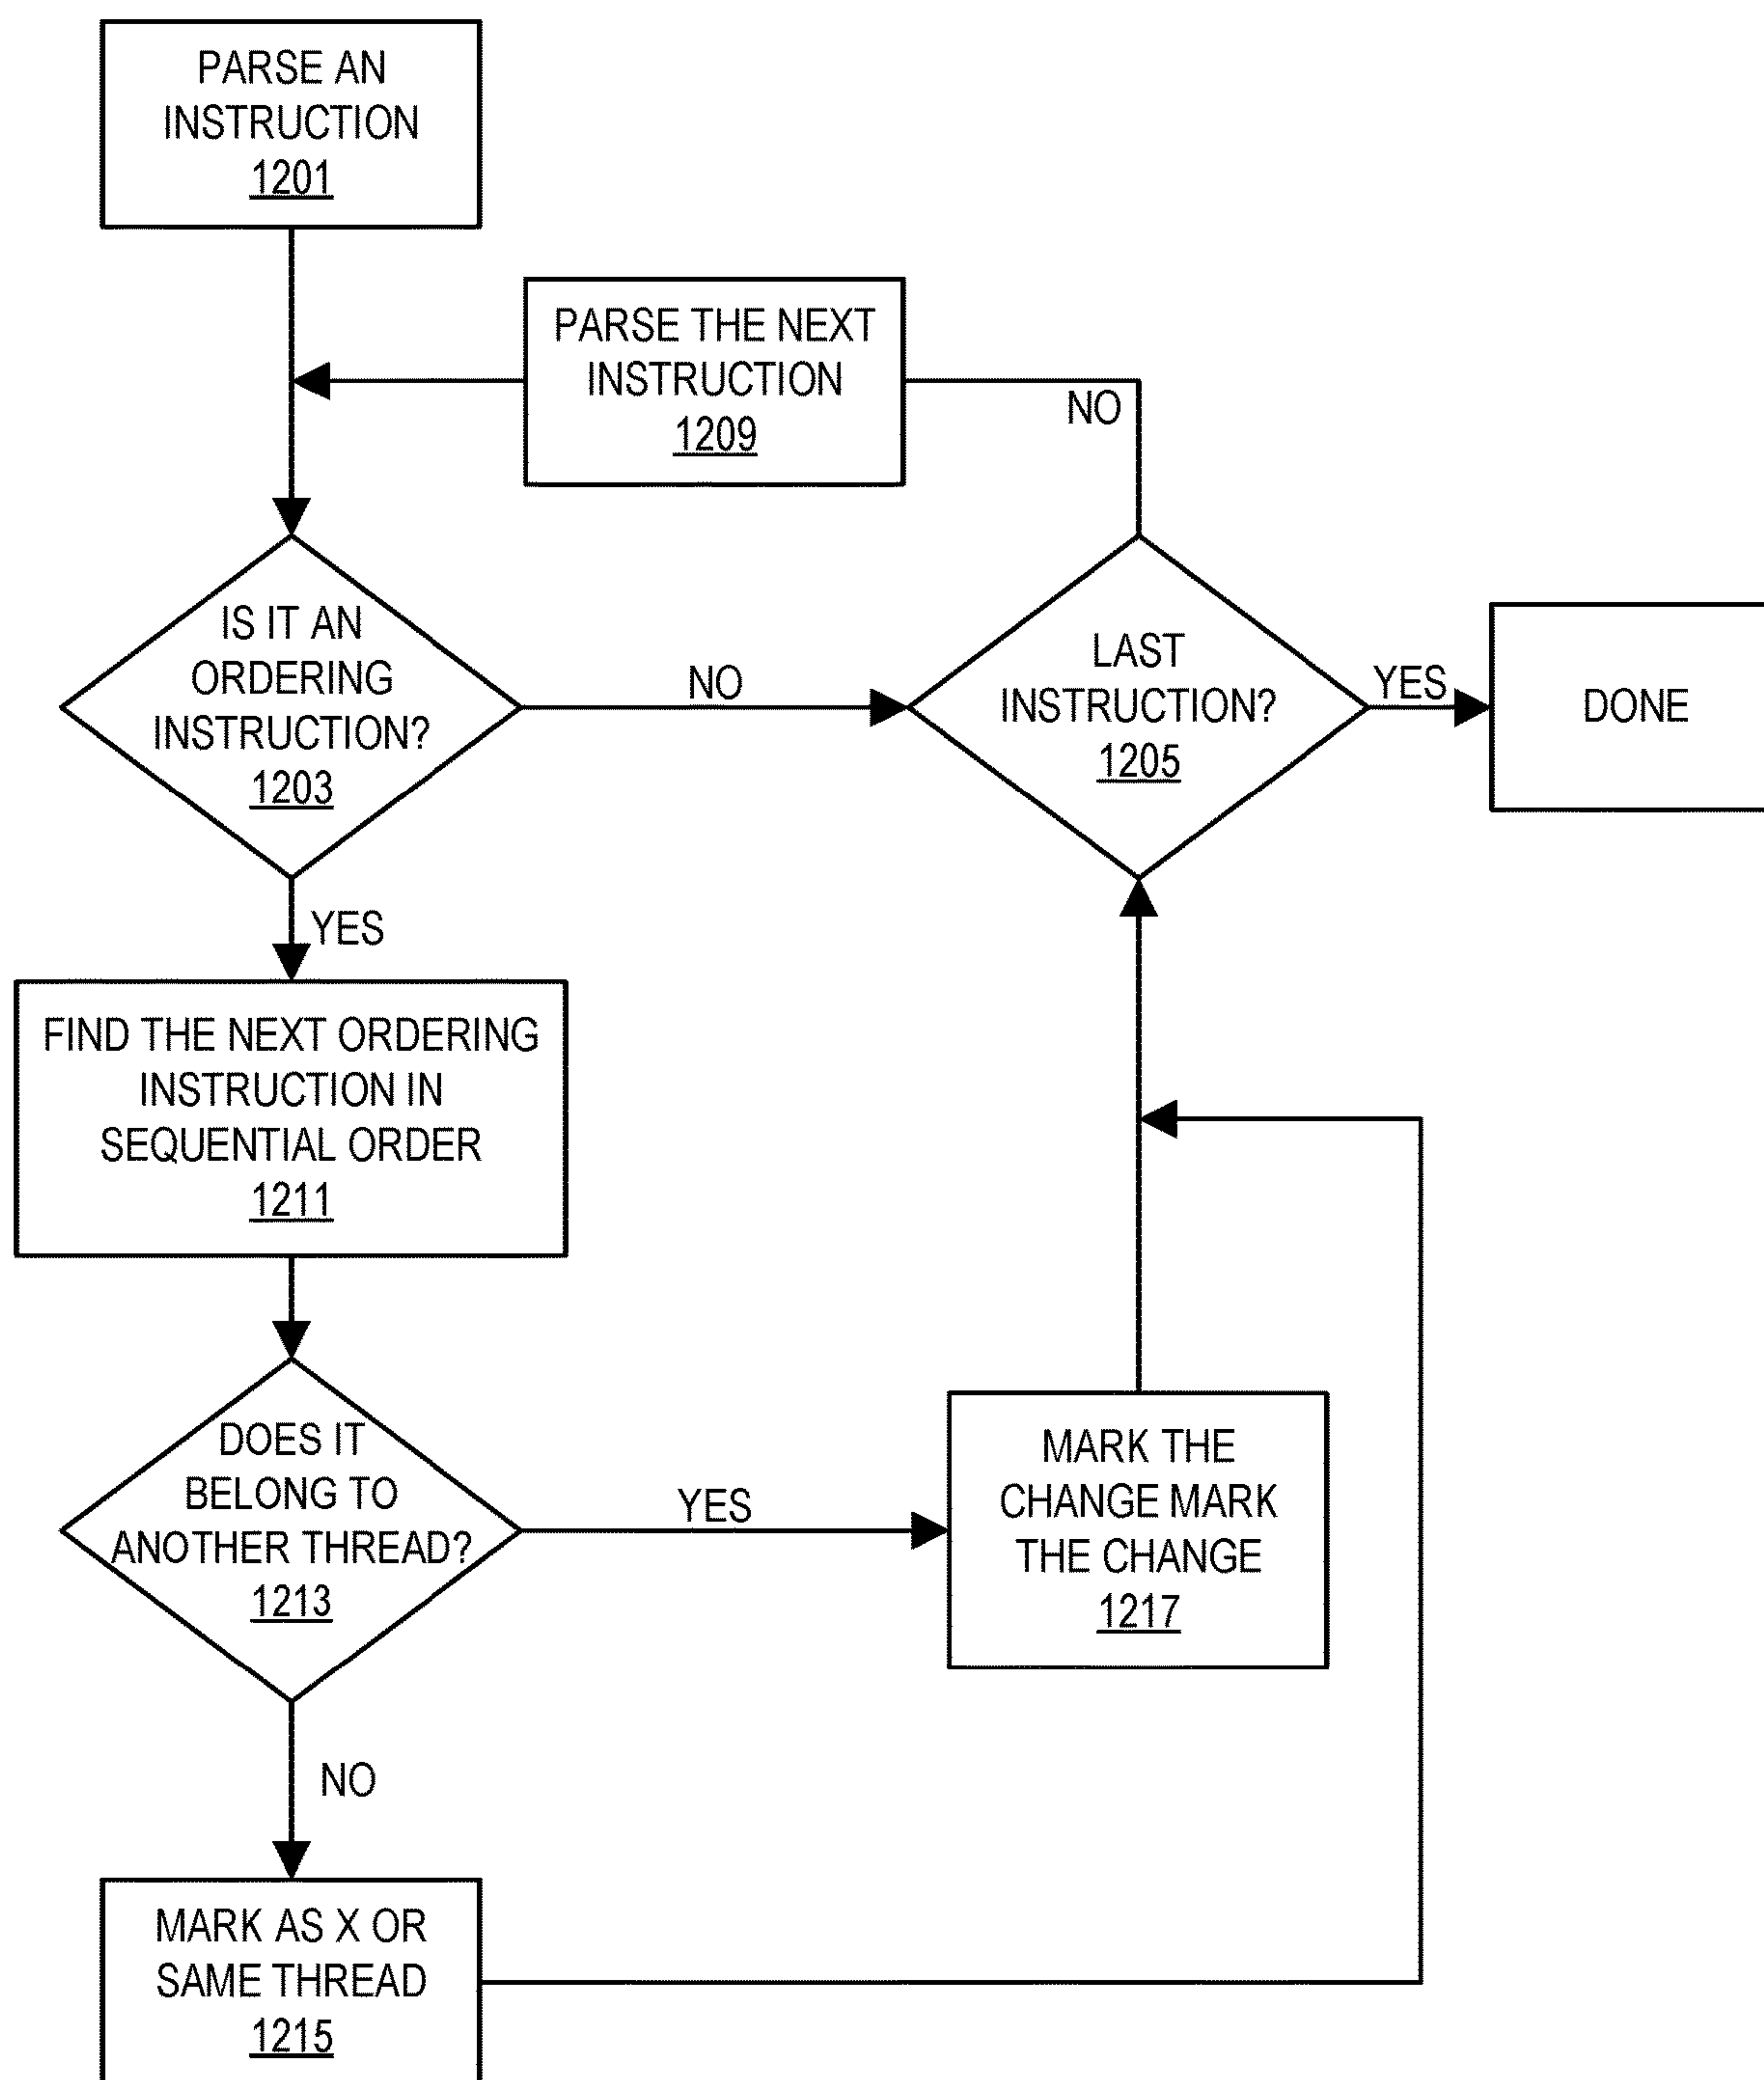 PARSE AN
INSTRUCTION
1201
PARSE THE NEXT
INSTRUCTION
1209
NO
IS IT AN
ORDERING
INSTRUCTION?
1203
NO
LAST
INSTRUCTION?
1205
YES
DONE
YES
FIND THE NEXT ORDERING
INSTRUCTION IN
SEQUENTIAL ORDER
1211
DOES IT
BELONG TO
ANOTHER THREAD?
1213
YES
MARK THE
CHANGE MARK
THE CHANGE
1217
NO
MARK AS X OR
SAME THREAD
1215